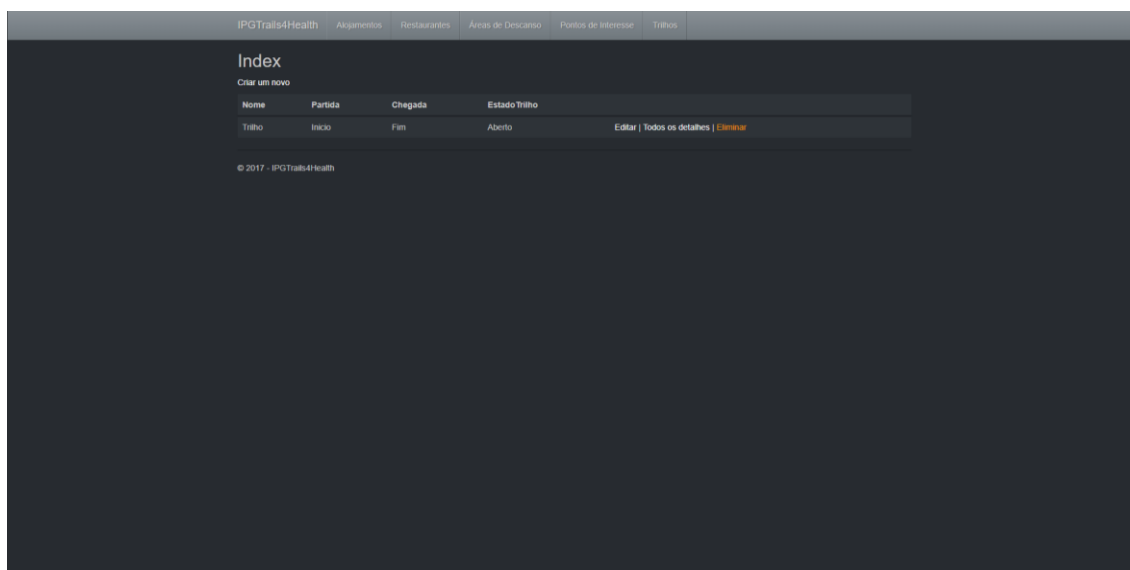 IPGTrails4Health Alojamentos Restaurantes Áreas de Descanso Pontos de Interesse Trilhos
Index
Criar um novo
Nome Partida Chegada EstadoTrilho
Trilho Inicio Fim Aberto Editar | Todos os detalhes | Eliminar
© 2017 - IPGTrails4Health